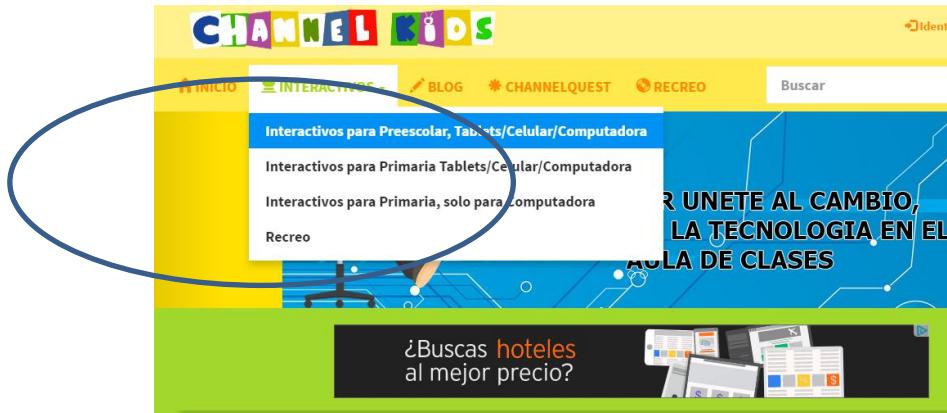 CHANNEL KIDS
Ident
INICIO INTERACTIVOS BLOG CHANNELQUEST RECREO Buscar
Interactivos para Preescolar, Tablets/Celular/Computadora
Interactivos para Primaria Tablets/Celular/Computadora
Interactivos para Primaria, solo para Computadora
Recreo
R UNETE AL CAMBIO,
LA TECNOLOGIA EN EL
AULA DE CLASES
¿Buscas hoteles
al mejor precio?